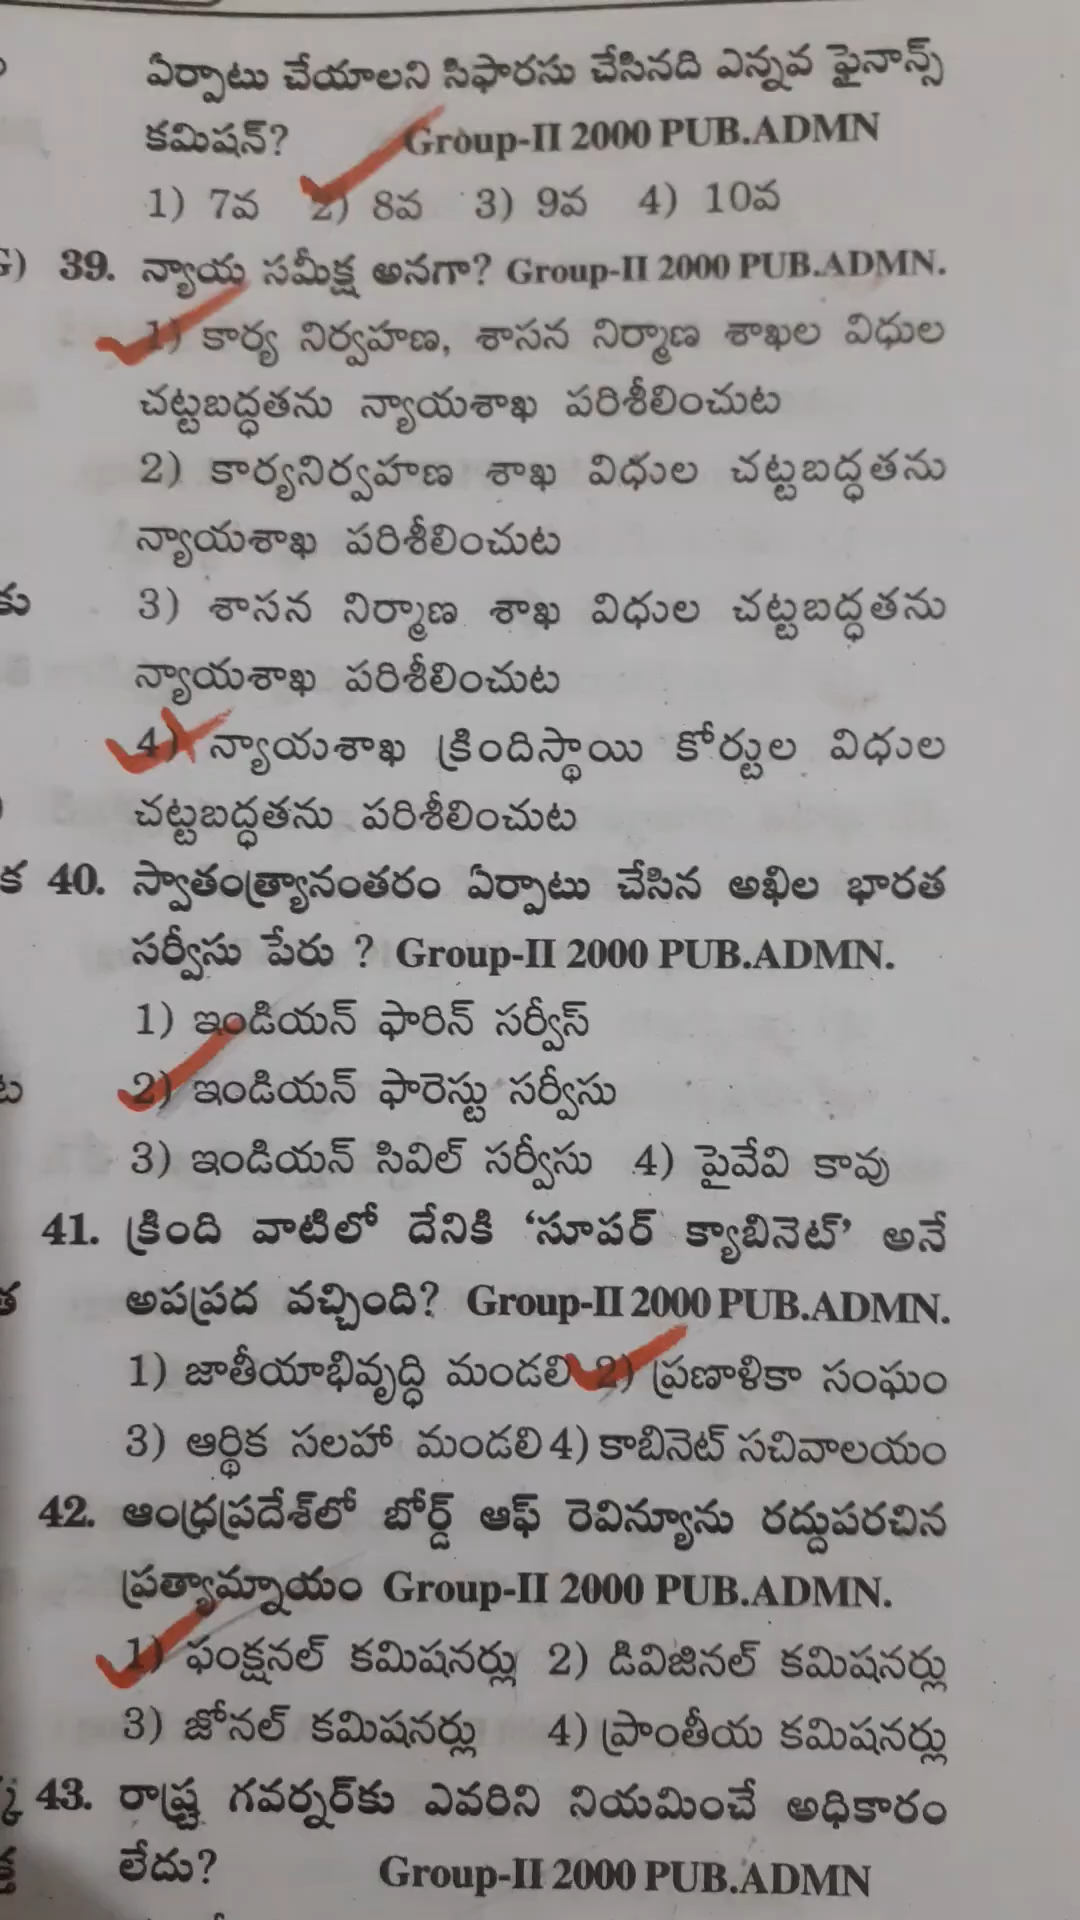 ఏర్పాటు చేయాలని సిఫారసు చేసినది ఎన్నవ ఫైనాన్స్
కమిషన్? Group-II 2000 PUB.ADMN
1) 7వ 2) 8వ 3) 9వ 4) 10వ
39. న్యాయ సమీక్ష అనగా? Group-II 2000 PUB.ADMN.
1) కార్య నిర్వహణ, శాసన నిర్మాణ శాఖల విధుల
చట్టబద్ధతను న్యాయశాఖ పరిశీలించుట
2) కార్యనిర్వహణ శాఖ విధుల చట్టబద్ధతను
న్యాయశాఖ పరిశీలించుట
కు
3) శాసన నిర్మాణ శాఖ విధుల చట్టబద్ధతను
న్యాయశాఖ పరిశీలించుట
4) న్యాయశాఖ క్రిందిస్థాయి కోర్టుల విధుల
చట్టబద్ధతను పరిశీలించుట
క 40. స్వాతంత్ర్యానంతరం ఏర్పాటు చేసిన అఖిల భారత
సర్వీసు పేరు ? Group-II 2000 PUB.ADMN.
1) ఇండియన్ ఫారిన్ సర్వీస్
2) ఇండియన్ ఫారెస్టు సర్వీసు
3) ఇండియన్ సివిల్ సర్వీసు 4) పైవేవి కావు
41. క్రింది వాటిలో దేనికి ‘సూపర్ క్యాబినెట్’ అనే
అపప్రద వచ్చింది? Group-II 2000 PUB.ADMN.
1) జాతీయాభివృద్ధి మండలి 2) ప్రణాళికా సంఘం
3) ఆర్థిక సలహా మండలి 4) కాబినెట్ సచివాలయం
42. ఆంధ్రప్రదేశ్‌లో బోర్డ్ ఆఫ్ రెవిన్యూను రద్దుపరచిన
ప్రత్యామ్నాయం Group-II 2000 PUB.ADMN.
1) ఫంక్షనల్ కమిషనర్లు 2) డివిజినల్ కమిషనర్లు
3) జోనల్ కమిషనర్లు 4) ప్రాంతీయ కమిషనర్లు
43. రాష్ట్ర గవర్నర్‌కు ఎవరిని నియమించే అధికారం
లేదు? Group-II 2000 PUB.ADMN